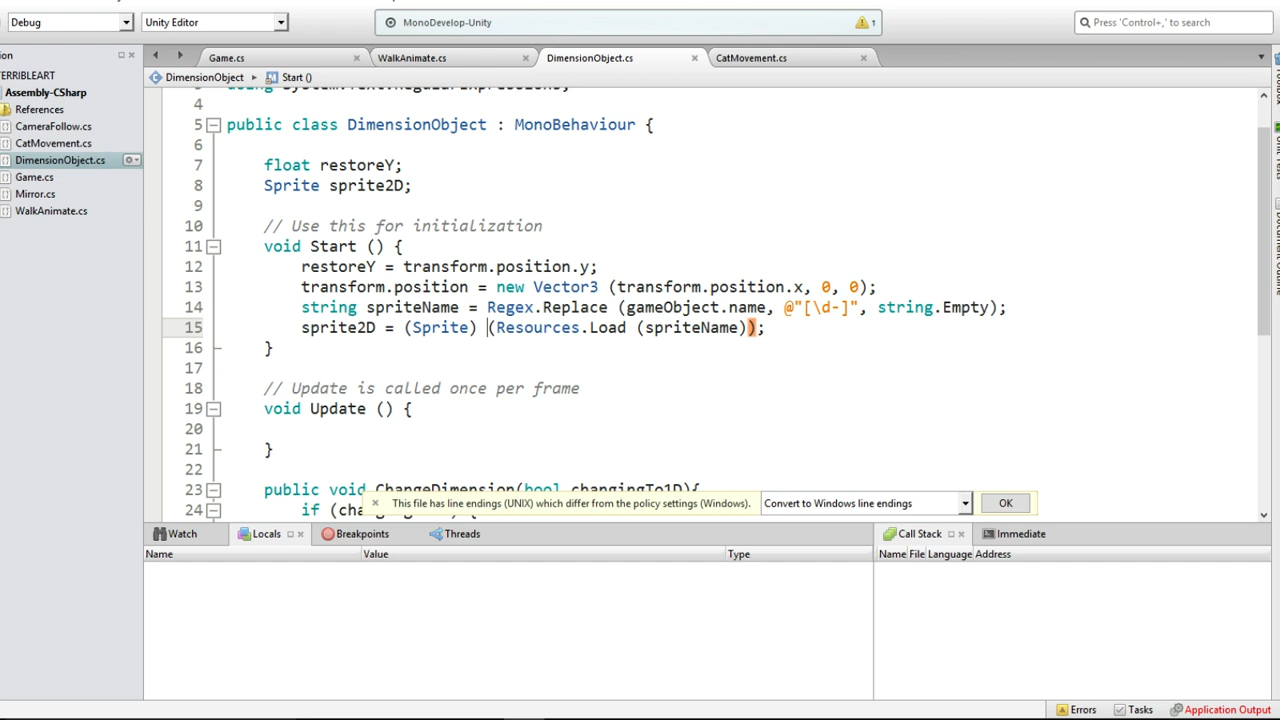 Debug
Unity Editor
MonoDevelop-Unity
1
Press 'Control+,' to search
ion
Game.cs
WalkAnimate.cs
DimensionObject.cs
CatMovement.cs
TERRIBLEART
Assembly-CSharp
References
CameraFollow.cs
CatMovement.cs
DimensionObject.cs
Game.cs
Mirror.cs
WalkAnimate.cs
DimensionObject
Start ()
using System.Text.RegularExpressions;
4
5 public class DimensionObject : MonoBehaviour {
6
7 float restoreY;
8 Sprite sprite2D;
9
10 // Use this for initialization
11 void Start () {
12 restoreY = transform.position.y;
13 transform.position = new Vector3 (transform.position.x, 0, 0);
14 string spriteName = Regex.Replace (gameObject.name, @"[\d-]", string.Empty);
15 sprite2D = (Sprite) (Resources.Load (spriteName));
16 }
17
18 // Update is called once per frame
19 void Update () {
20
21 }
22
23 public void ChangeDimension(bool changingTo1D){
24 if (
This file has line endings (UNIX) which differ from the policy settings (Windows).
Convert to Windows line endings
OK
Watch
Locals
Breakpoints
Threads
Call Stack
Immediate
Name
Value
Type
Name File Language Address
Errors
Tasks
Application Output